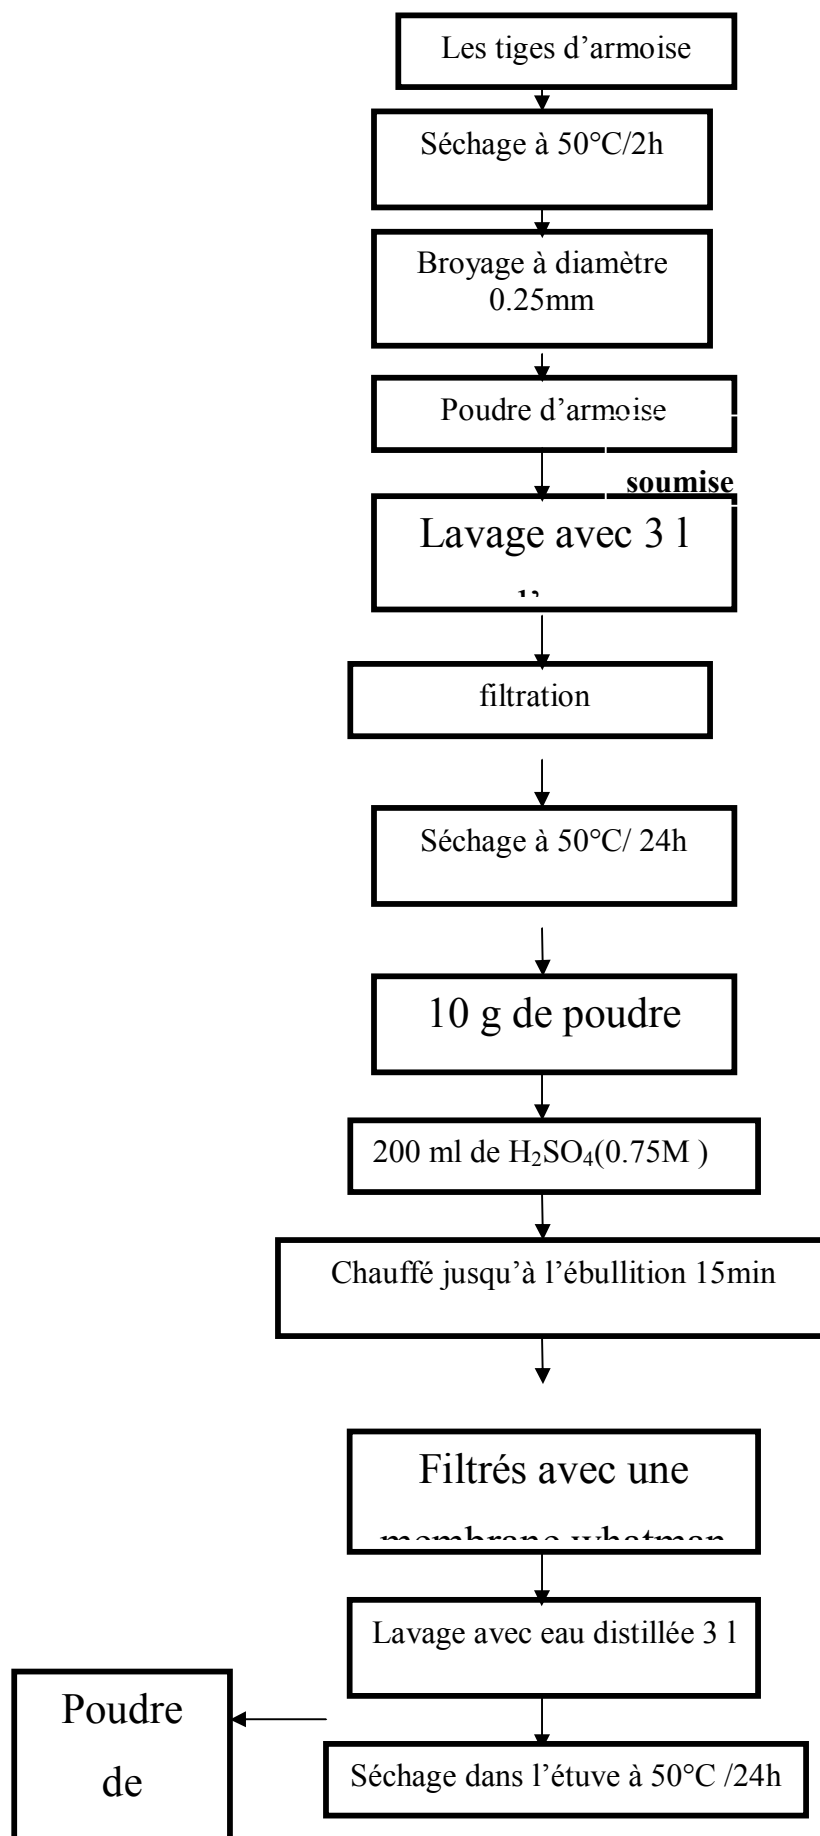 Les tiges d’armoise
Séchage à 50°C/2h
Broyage à diamètre
0.25mm
Poudre d’armoise
soumise
Lavage avec 3 l
filtration
Séchage à 50°C/ 24h
10 g de poudre
200 ml de H₂SO₄(0.75M )
Chauffé jusqu’à l’ébullition 15min
Filtrés avec une
membrane whatman
Lavage avec eau distillée 3 l
Séchage dans l’étuve à 50°C /24h
Poudre
de